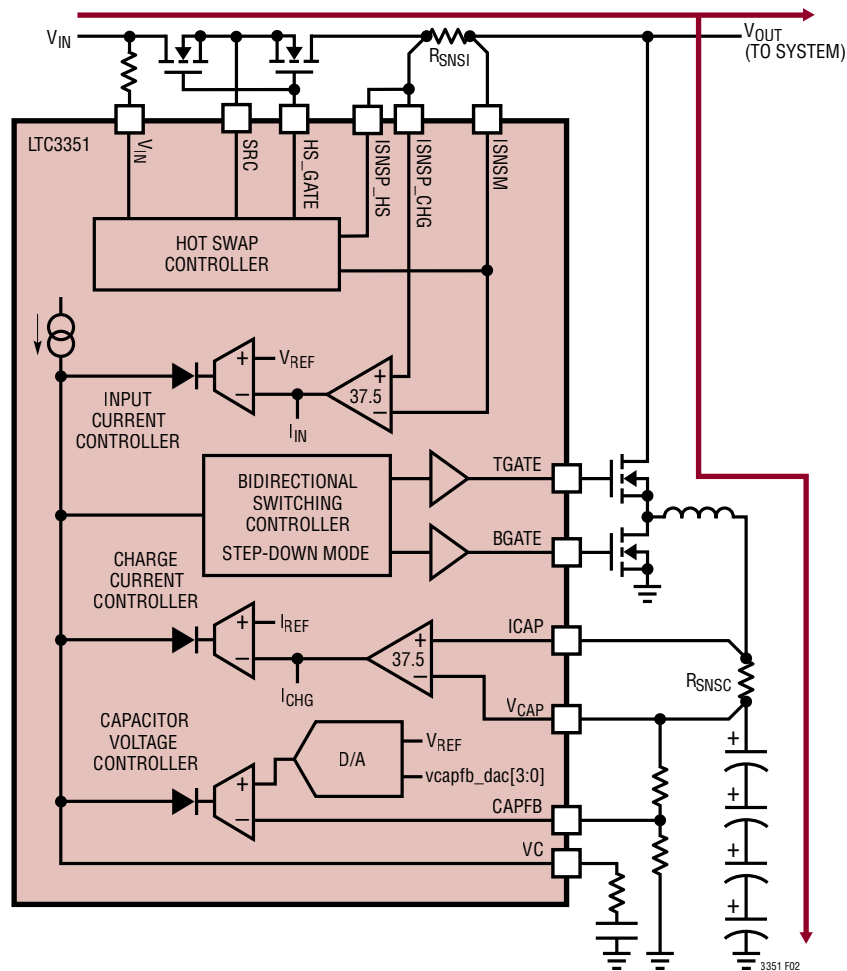 VIN
RSNSI
VOUT
(TO SYSTEM)
LTC3351
VIN
SRC
HS_GATE
ISNSP_HS
ISNSP_CHG
ISNSM
HOT SWAP
CONTROLLER
+
VREF
–
+
37.5
–
IIN
INPUT
CURRENT
CONTROLLER
BIDIRECTIONAL
SWITCHING
CONTROLLER
STEP-DOWN MODE
TGATE
BGATE
CHARGE
CURRENT
CONTROLLER
+
IREF
–
ICHG
+
37.5
–
ICAP
VCAP
RSNSC
CAPACITOR
VOLTAGE
CONTROLLER
D/A
VREF
vcapfb_dac[3:0]
+
–
CAPFB
VC
+
+
+
+
3351 F02